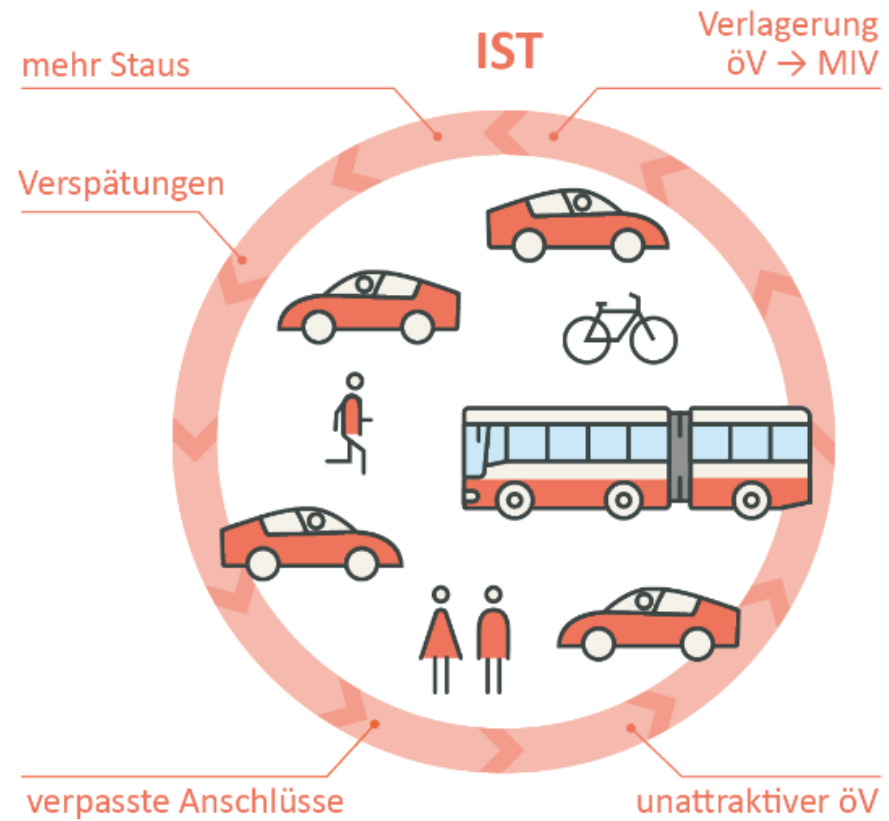 IST
Verlagerung
öV → MIV
mehr Staus
Verspätungen
verpasste Anschlüsse
unattraktiver öV